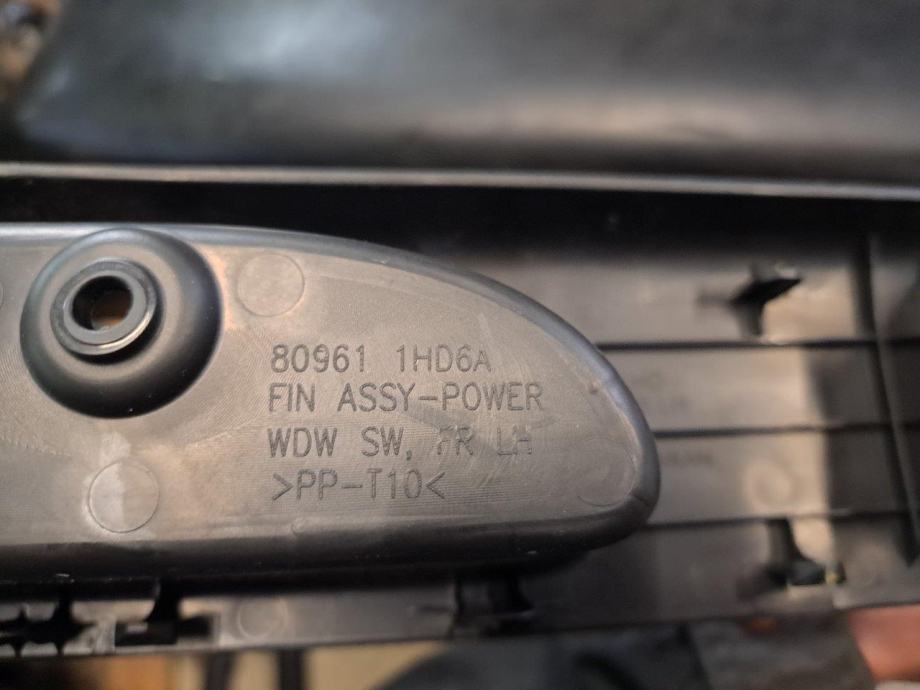 80961 1HD6A
FIN ASSY-POWER
WDW SW, FR LH
>PP-T10<